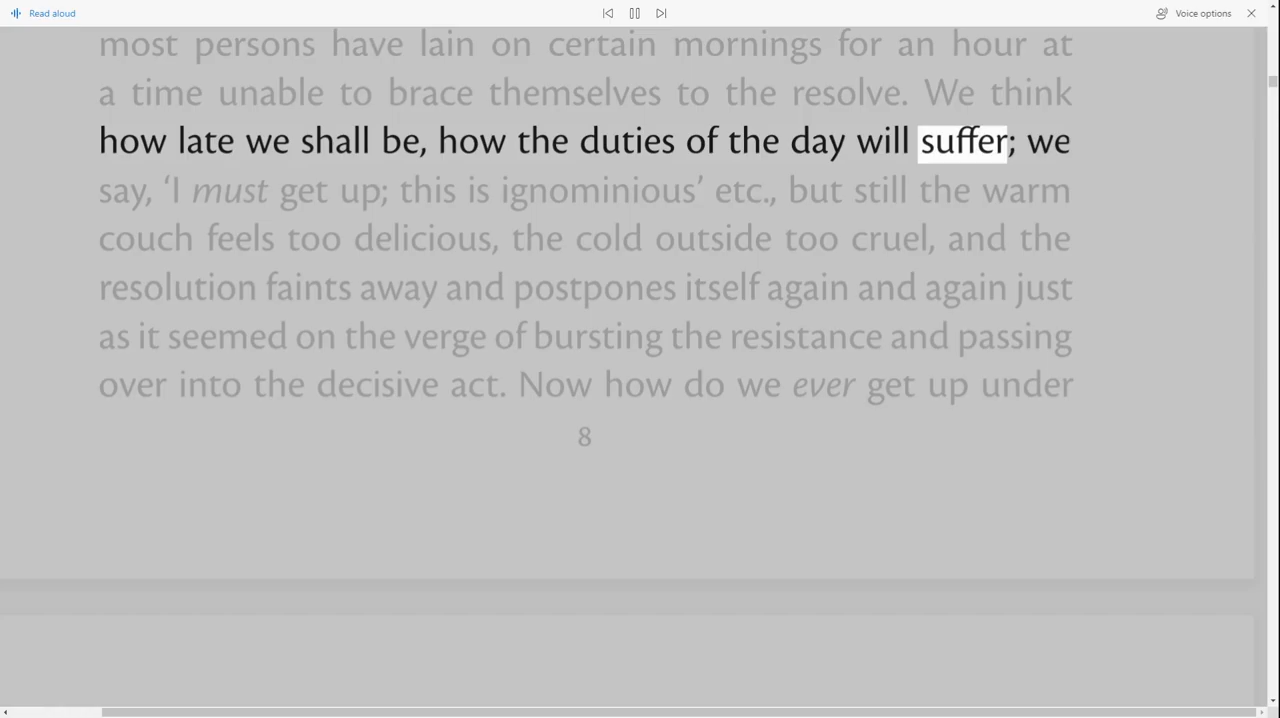 Read aloud
Voice options
most persons have lain on certain mornings for an hour at
a time unable to brace themselves to the resolve. We think
how late we shall be, how the duties of the day will suffer; we
say, ‘I must get up; this is ignominious’ etc., but still the warm
couch feels too delicious, the cold outside too cruel, and the
resolution faints away and postpones itself again and again just
as it seemed on the verge of bursting the resistance and passing
over into the decisive act. Now how do we ever get up under
8